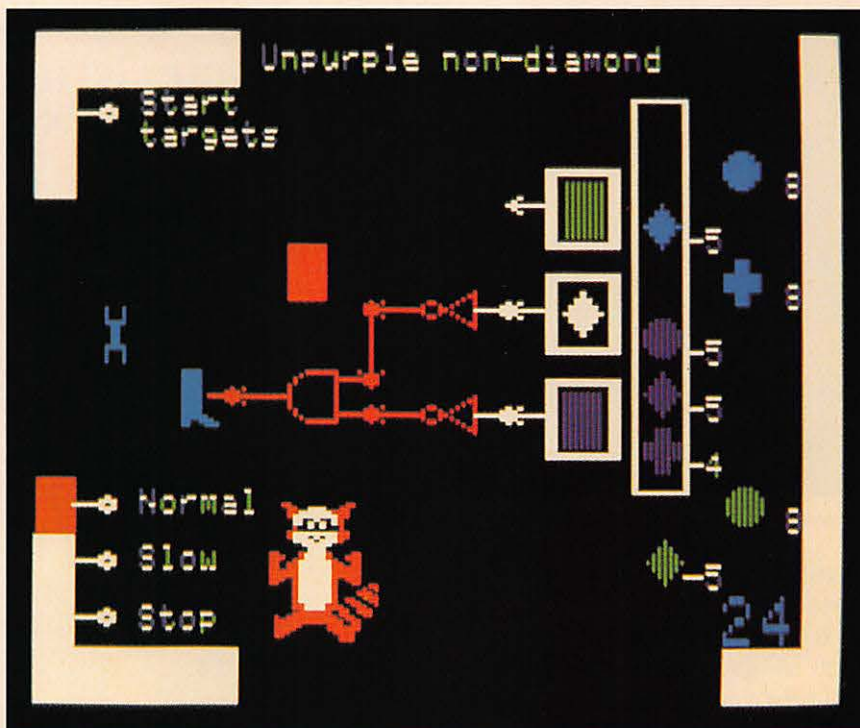 Unpurple non-diamond
Start
targets
8
-5
8
-5
-5
-4
Normal
8
Slow
-5
Stop
24